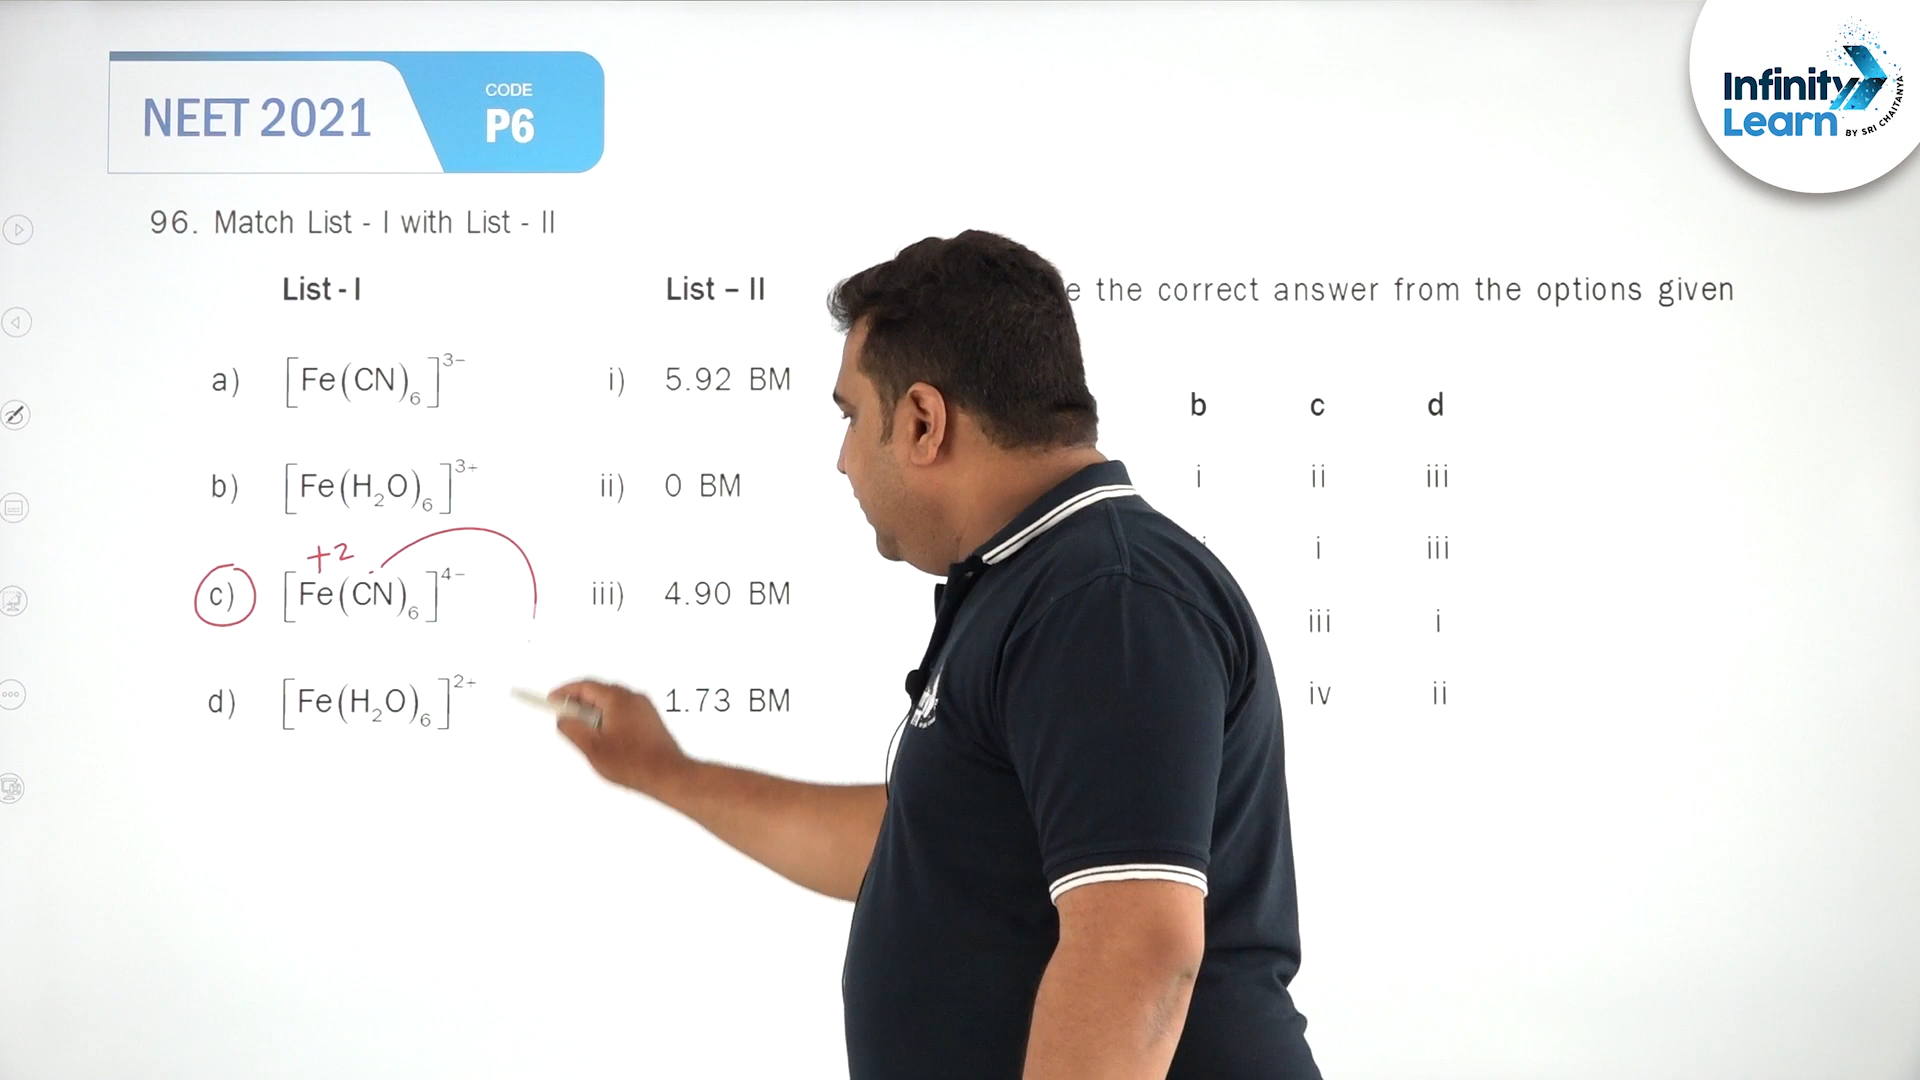 NEET 2021
CODE
P6
Infinity
Learn
BY SRI CHAITANYA
96. Match List - I with List - II
List - I
List – II
e the correct answer from the options given
a) [Fe(CN)₆]³⁻
i) 5.92 BM
b c d
b) [Fe(H₂O)₆]³⁺
ii) 0 BM
i ii iii
+2
i iii
c) [Fe(CN)₆]⁴⁻
iii) 4.90 BM
iii i
d) [Fe(H₂O)₆]²⁺
1.73 BM
iv ii